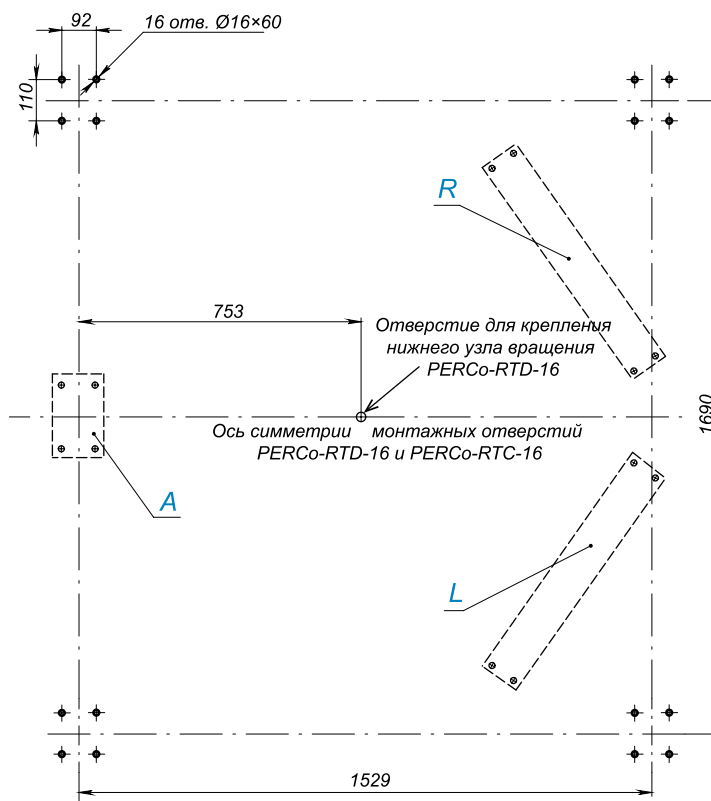 92
16 отв. Ø16×60
110
R
753
Отверстие для крепления
нижнего узла вращения
PERCo-RTD-16
1690
Ось симметрии монтажных отверстий
PERCo-RTD-16 и PERCo-RTC-16
A
L
1529